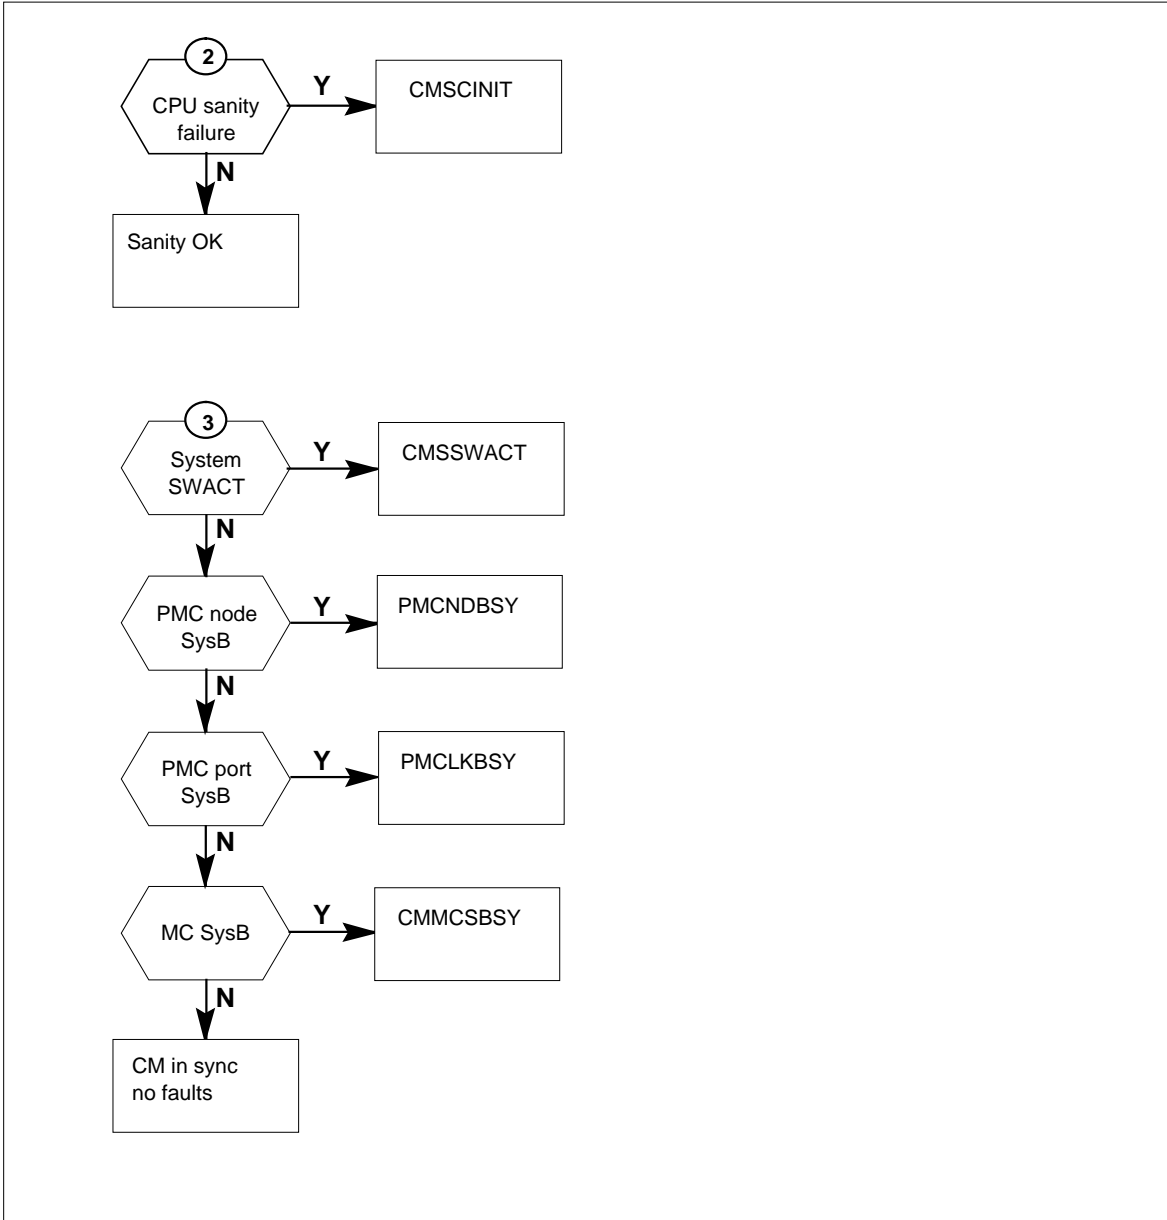 2
CPU sanity
failure
Y
CMSCINIT
N
Sanity OK
3
System
SWACT
Y
CMSSWACT
N
PMC node
SysB
Y
PMCNDBSY
N
PMC port
SysB
Y
PMCLKBSY
N
MC SysB
Y
CMMCSBSY
N
CM in sync
no faults